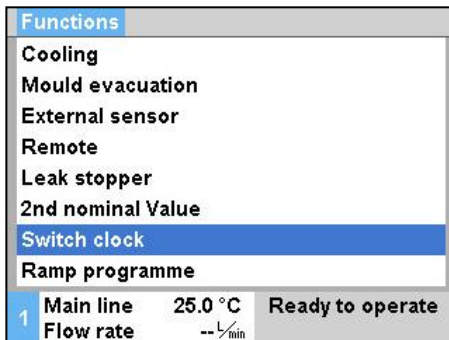 Functions
Cooling
Mould evacuation
External sensor
Remote
Leak stopper
2nd nominal Value
Switch clock
Ramp programme
1 Main line 25.0 °C Ready to operate
Flow rate -- L/min